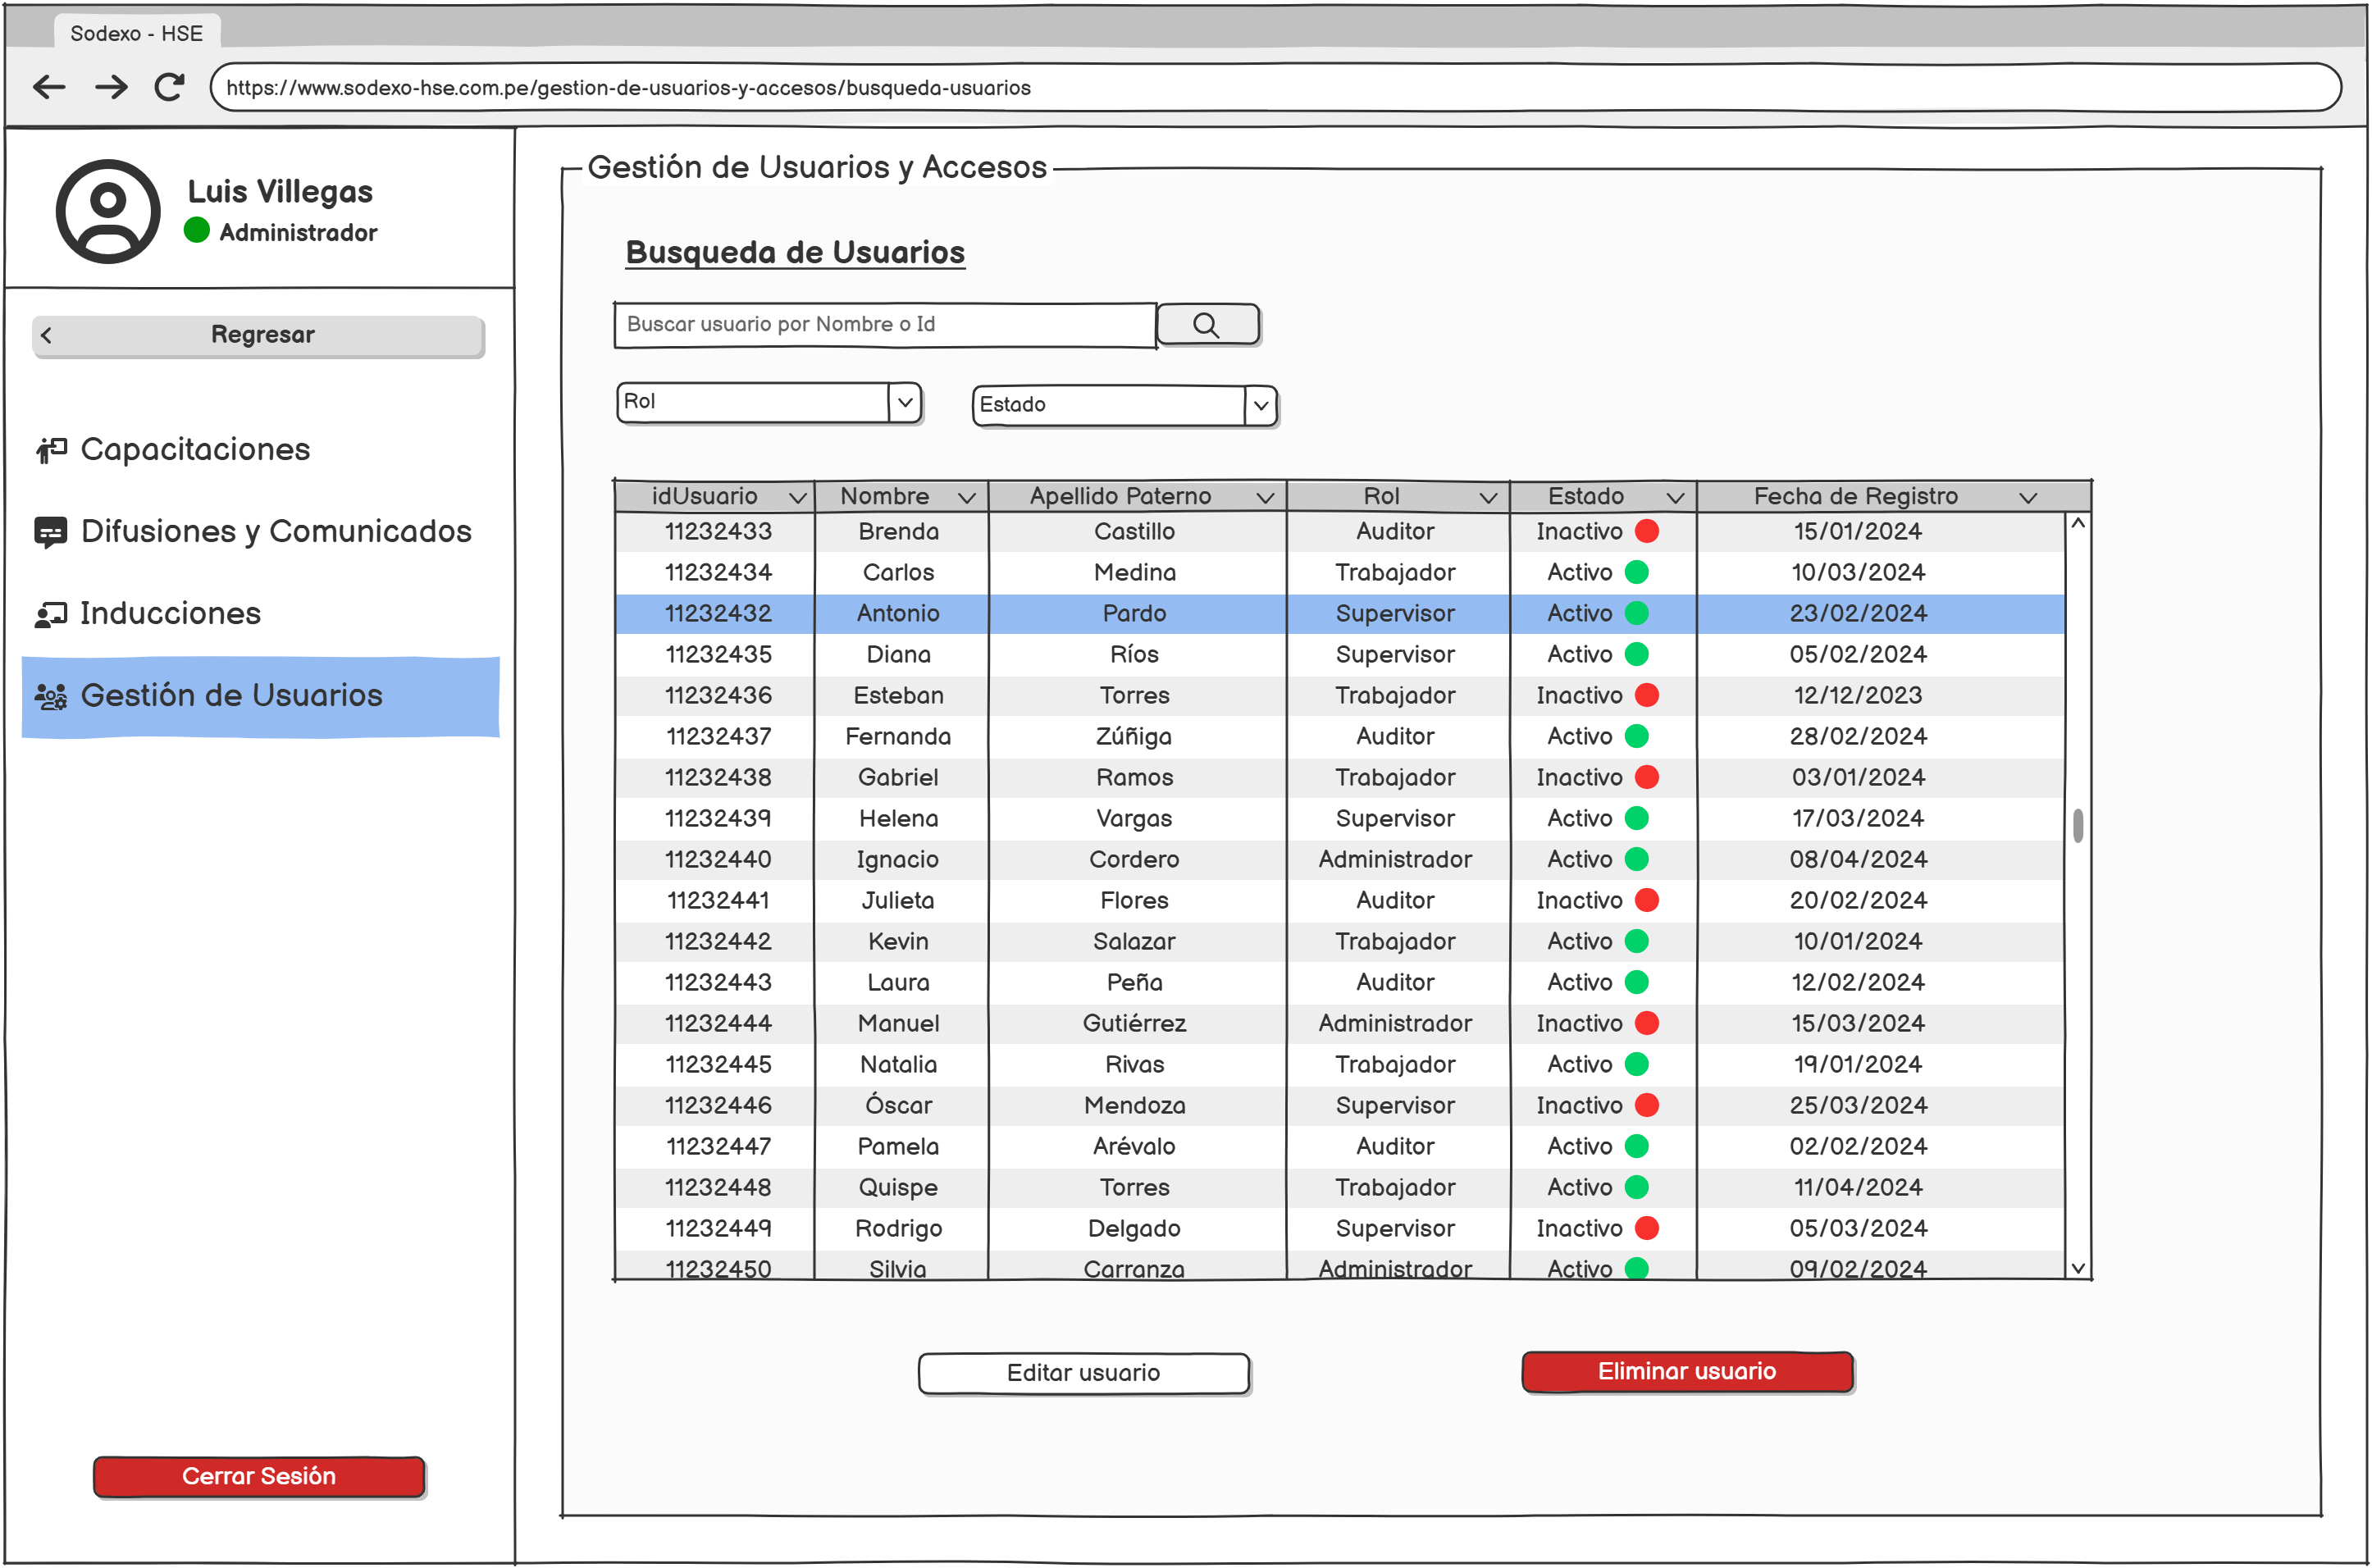 Sodexo - HSE
https://www.sodexo-hse.com.pe/gestion-de-usuarios-y-accesos/busqueda-usuarios
Luis Villegas
Administrador
Regresar
Capacitaciones
Difusiones y Comunicados
Inducciones
Gestión de Usuarios
Cerrar Sesión
Gestión de Usuarios y Accesos
Busqueda de Usuarios
Buscar usuario por Nombre o Id
Rol Estado
idUsuario Nombre Apellido Paterno Rol Estado Fecha de Registro
11232433 Brenda Castillo Auditor Inactivo 15/01/2024
11232434 Carlos Medina Trabajador Activo 10/03/2024
11232432 Antonio Pardo Supervisor Activo 23/02/2024
11232435 Diana Ríos Supervisor Activo 05/02/2024
11232436 Esteban Torres Trabajador Inactivo 12/12/2023
11232437 Fernanda Zúñiga Auditor Activo 28/02/2024
11232438 Gabriel Ramos Trabajador Inactivo 03/01/2024
11232439 Helena Vargas Supervisor Activo 17/03/2024
11232440 Ignacio Cordero Administrador Activo 08/04/2024
11232441 Julieta Flores Auditor Inactivo 20/02/2024
11232442 Kevin Salazar Trabajador Activo 10/01/2024
11232443 Laura Peña Auditor Activo 12/02/2024
11232444 Manuel Gutiérrez Administrador Inactivo 15/03/2024
11232445 Natalia Rivas Trabajador Activo 19/01/2024
11232446 Óscar Mendoza Supervisor Inactivo 25/03/2024
11232447 Pamela Arévalo Auditor Activo 02/02/2024
11232448 Quispe Torres Trabajador Activo 11/04/2024
11232449 Rodrigo Delgado Supervisor Inactivo 05/03/2024
11232450 Silvia Carranza Administrador Activo 09/02/2024
Editar usuario Eliminar usuario